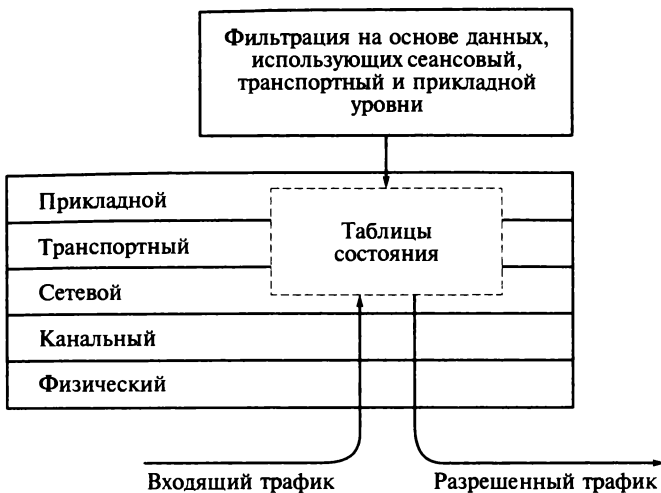 Фильтрация на основе данных,
использующих сеансовый,
транспортный и прикладной
уровни
Прикладной
Таблицы
состояния
Транспортный
Сетевой
Канальный
Физический
Входящий трафик
Разрешенный трафик